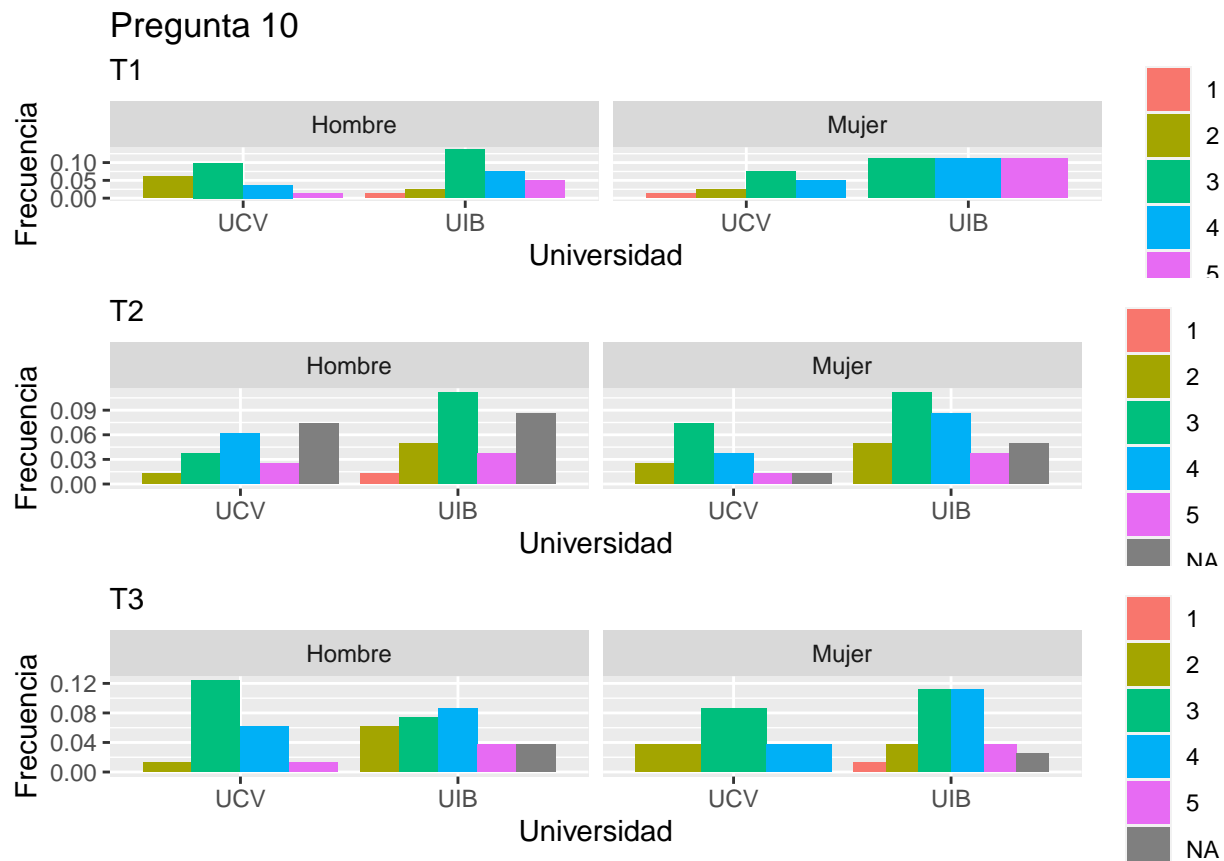 Pregunta 10
T1
Hombre Mujer
Frecuencia
0.10
0.05
0.00
UCV UIB UCV UIB
Universidad
1
2
3
4
5
T2
Hombre Mujer
Frecuencia
0.09
0.06
0.03
0.00
UCV UIB UCV UIB
Universidad
1
2
3
4
5
NA
T3
Hombre Mujer
Frecuencia
0.12
0.08
0.04
0.00
UCV UIB UCV UIB
Universidad
1
2
3
4
5
NA